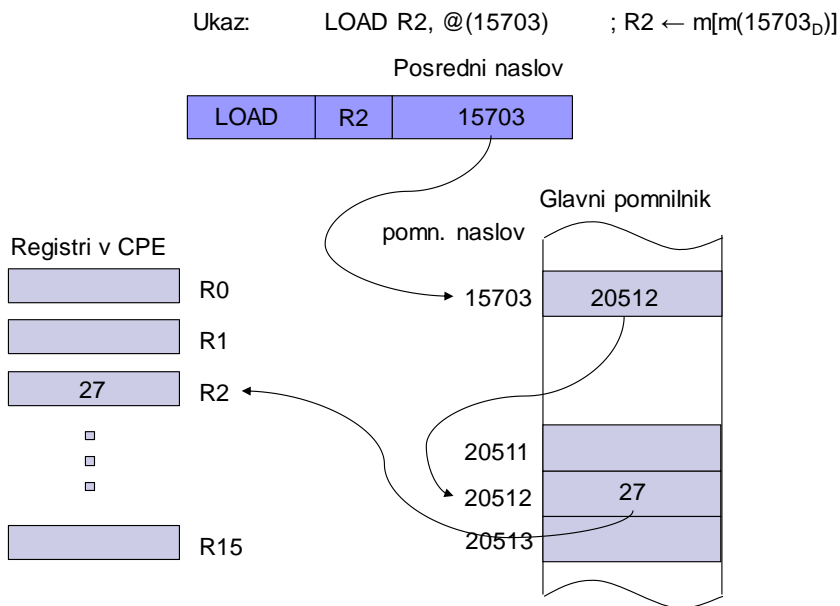 Ukaz: LOAD R2, @(15703) ; R2 ← m[m(15703D)]
Posredni naslov
LOAD R2 15703
Glavni pomnilnik
pomn. naslov
Registri v CPE
R0
15703 20512
R1
27 R2
20511
20512 27
R15
20513